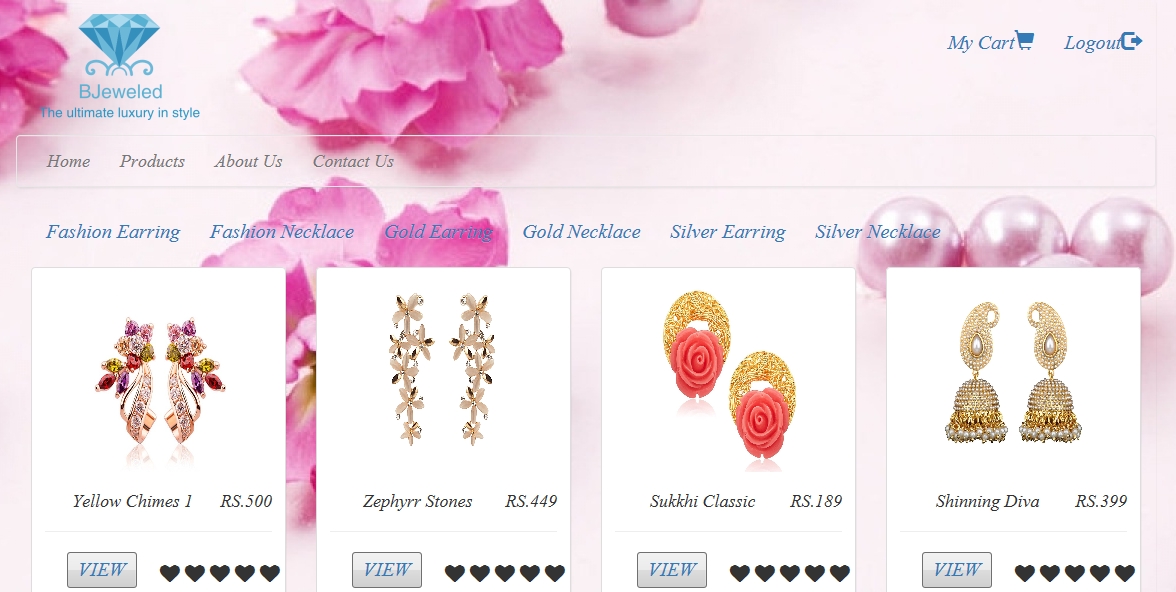 BJeweled
The ultimate luxury in style
My Cart Logout
Home Products About Us Contact Us
Fashion Earring Fashion Necklace Gold Earring Gold Necklace Silver Earring Silver Necklace
Yellow Chimes 1 RS.500
VIEW
Zephyrr Stones RS.449
VIEW
Sukkhi Classic RS.189
VIEW
Shinning Diva RS.399
VIEW